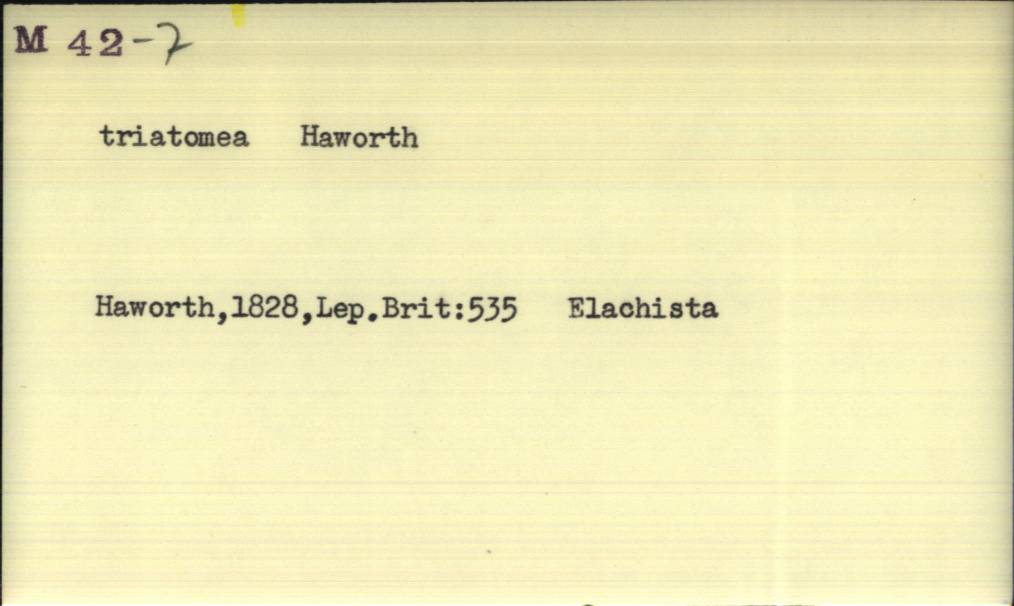 M 42-7
triatomea Haworth
Haworth,1828,Lep.Brit:535 Elachista